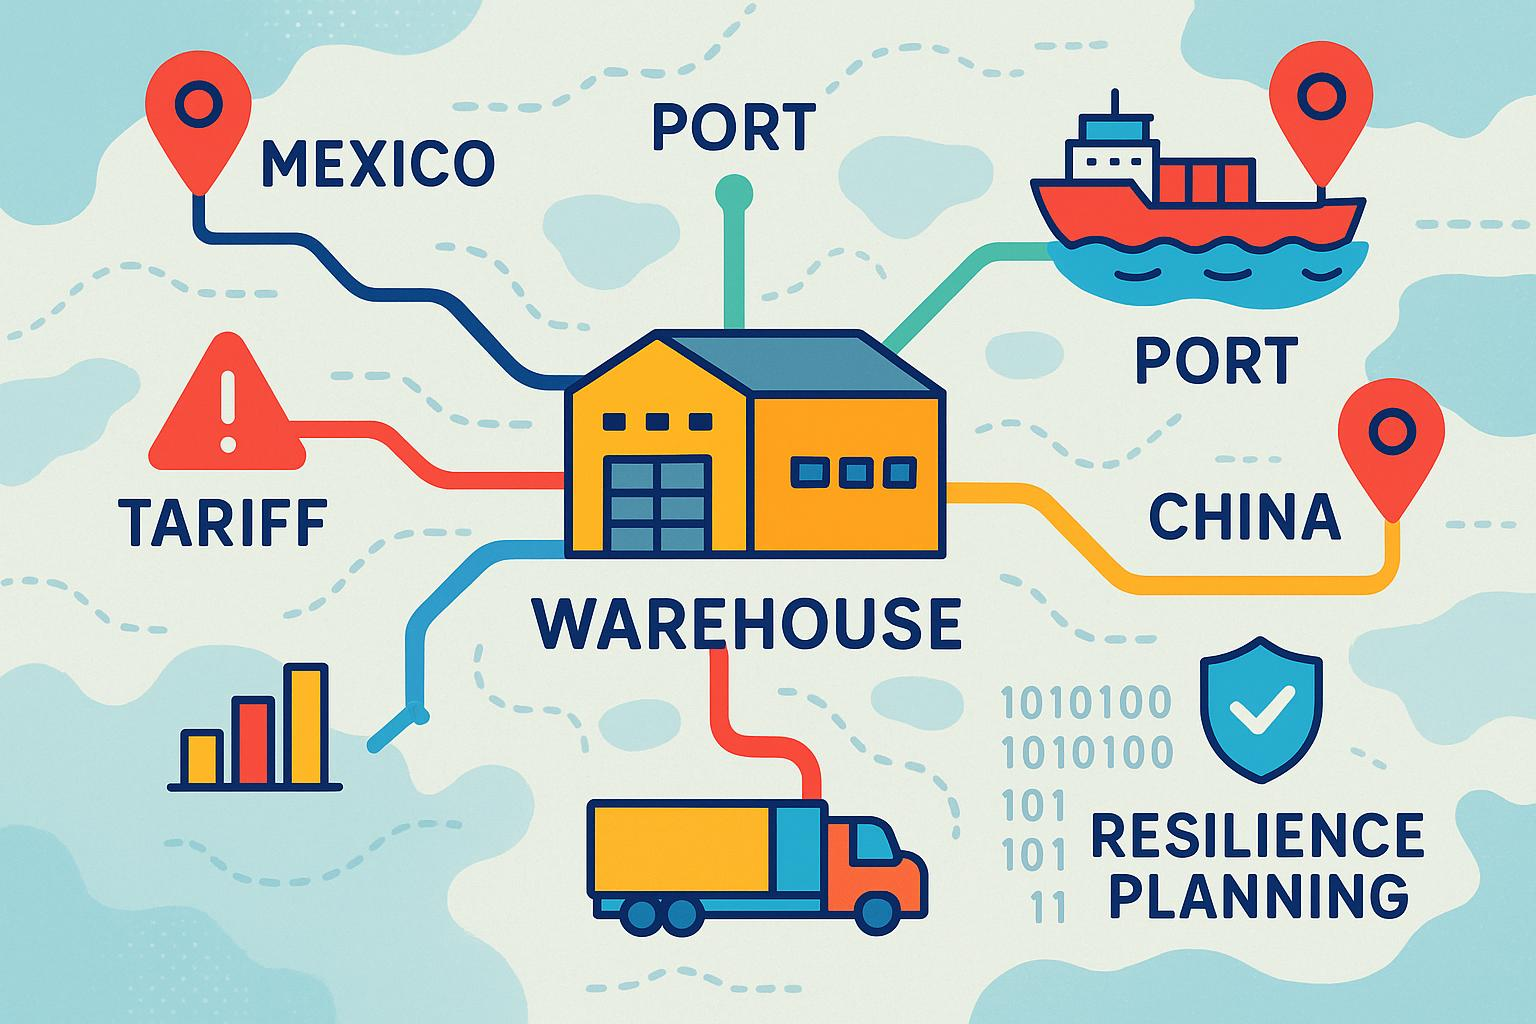 MEXICO
PORT
PORT
TARIFF
CHINA
WAREHOUSE
1010100
1010100
101
101
11
RESILIENCE
PLANNING